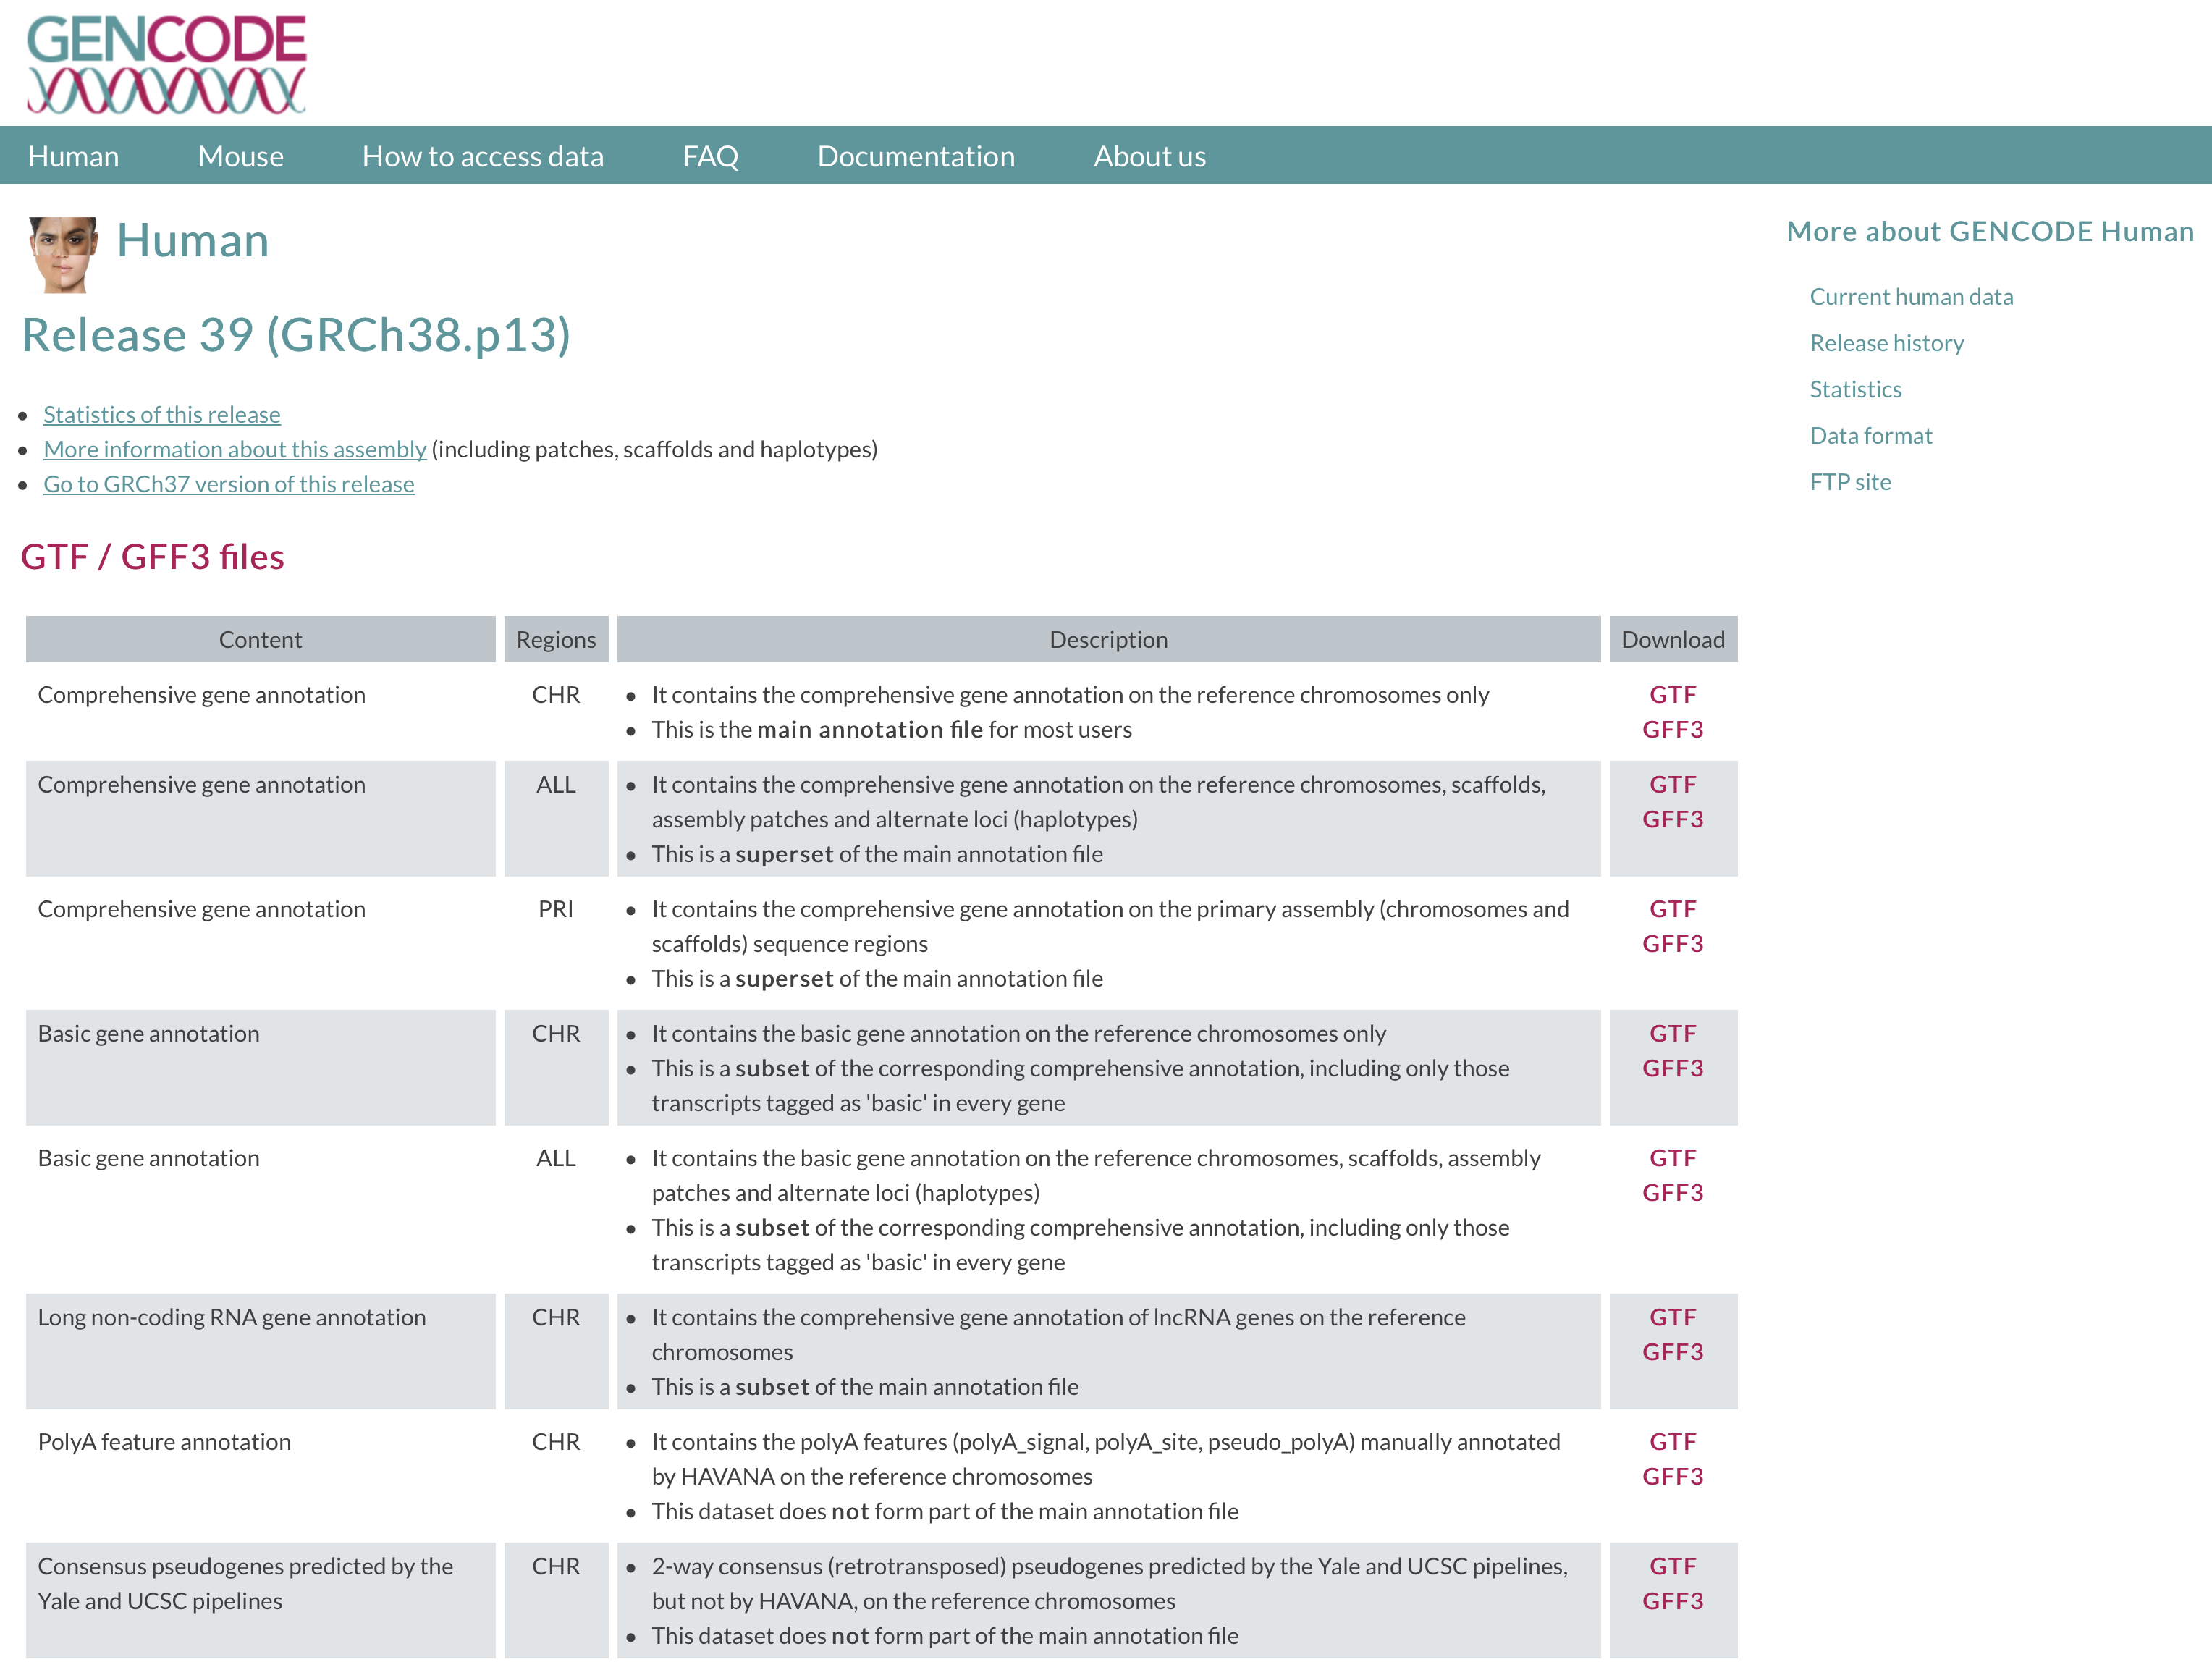 GENCODE
Human Mouse How to access data FAQ Documentation About us
Human
Release 39 (GRCh38.p13)
• Statistics of this release
• More information about this assembly (including patches, scaffolds and haplotypes)
• Go to GRCh37 version of this release
More about GENCODE Human
Current human data
Release history
Statistics
Data format
FTP site
GTF / GFF3 files
Content Regions Description Download
Comprehensive gene annotation CHR • It contains the comprehensive gene annotation on the reference chromosomes only GTF
• This is the main annotation file for most users GFF3
Comprehensive gene annotation ALL • It contains the comprehensive gene annotation on the reference chromosomes, scaffolds, GTF
assembly patches and alternate loci (haplotypes) GFF3
• This is a superset of the main annotation file
Comprehensive gene annotation PRI • It contains the comprehensive gene annotation on the primary assembly (chromosomes and GTF
scaffolds) sequence regions GFF3
• This is a superset of the main annotation file
Basic gene annotation CHR • It contains the basic gene annotation on the reference chromosomes only GTF
• This is a subset of the corresponding comprehensive annotation, including only those GFF3
transcripts tagged as 'basic' in every gene
Basic gene annotation ALL • It contains the basic gene annotation on the reference chromosomes, scaffolds, assembly GTF
patches and alternate loci (haplotypes) GFF3
• This is a subset of the corresponding comprehensive annotation, including only those
transcripts tagged as 'basic' in every gene
Long non-coding RNA gene annotation CHR • It contains the comprehensive gene annotation of lncRNA genes on the reference GTF
chromosomes GFF3
• This is a subset of the main annotation file
PolyA feature annotation CHR • It contains the polyA features (polyA_signal, polyA_site, pseudo_polyA) manually annotated GTF
by HAVANA on the reference chromosomes GFF3
• This dataset does not form part of the main annotation file
Consensus pseudogenes predicted by the CHR • 2-way consensus (retrotransposed) pseudogenes predicted by the Yale and UCSC pipelines, GTF
Yale and UCSC pipelines but not by HAVANA, on the reference chromosomes GFF3
• This dataset does not form part of the main annotation file